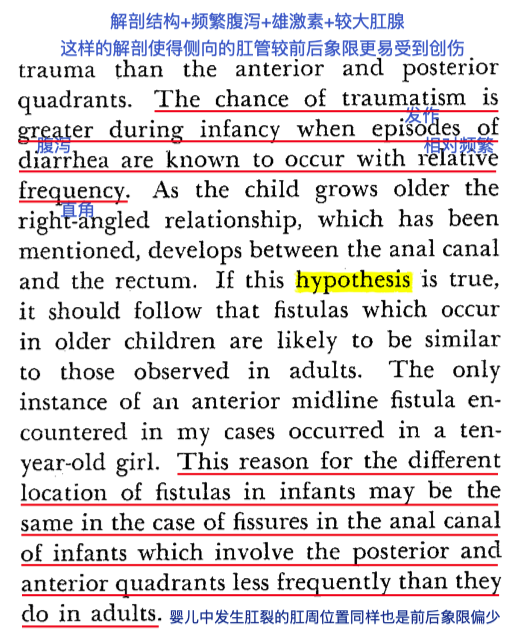 解剖结构+频繁腹泻+雄激素+较大肛腺
这样的解剖使得侧向的肛管较前后象限更易受到创伤
trauma than the anterior and posterior
quadrants. The chance of traumatism is
发作
greater during infancy when episodes of
腹泻 相对频繁
diarrhea are known to occur with relative
frequency. As the child grows older the
直角
right-angled relationship, which has been
mentioned, develops between the anal canal
and the rectum. If this hypothesis is true,
it should follow that fistulas which occur
in older children are likely to be similar
to those observed in adults. The only
instance of an anterior midline fistula en-
countered in my cases occurred in a ten-
year-old girl. This reason for the different
location of fistulas in infants may be the
same in the case of fissures in the anal canal
of infants which involve the posterior and
anterior quadrants less frequently than they
do in adults. 婴儿中发生肛裂的肛周位置同样也是前后象限偏少